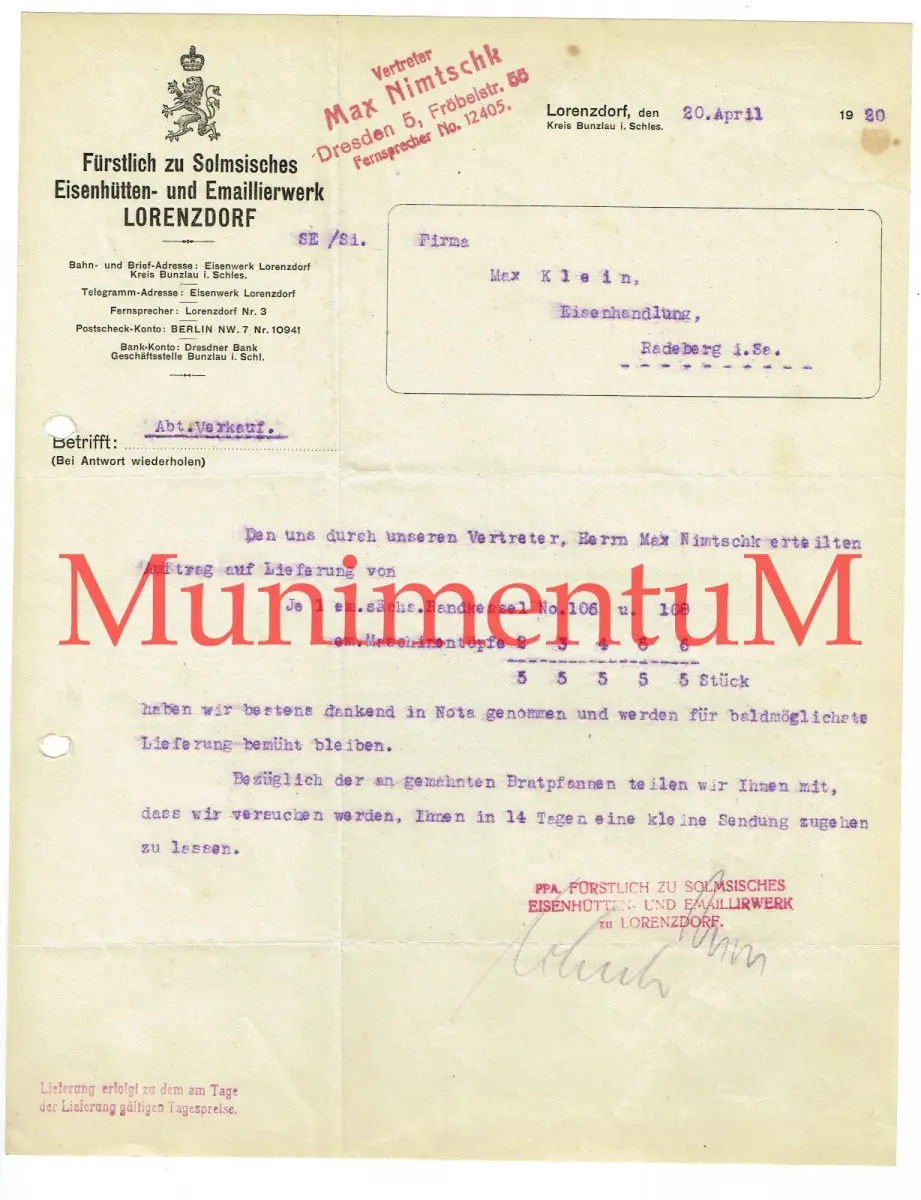 Vertreter
Max Nimtschk
Dresden 5, Fröbelstr. 55
Fernsprecher No. 12405.
Lorenzdorf, den 20.April 1920
Kreis Bunzlau i. Schles.
Fürstlich zu Solmsisches
Eisenhütten- und Emaillierwerk
LORENZDORF
SE /Si.
Bahn- und Brief-Adresse: Eisenwerk Lorenzdorf
Kreis Bunzlau i. Schles.
Telegramm-Adresse: Eisenwerk Lorenzdorf
Fernsprecher: Lorenzdorf Nr. 3
Postscheck-Konto: BERLIN NW. 7 Nr. 10941
Bank-Konto: Dresdner Bank
Geschäftsstelle Bunzlau i. Schl.
Firma
Max K l e i n,
Eisenhandlung,
Radeberg i.Sa.
Abt.Verkauf.
Betrifft:
(Bei Antwort wiederholen)
Den uns durch unseren Vertreter, Herrn Max Nimtschk erteilten
Auftrag auf Lieferung von
Je 1 em.sächs.Randkessel No.106 u. 108
em.Maschinentöpfe 2 3 4 5 6
5 5 5 5 5 Stück
haben wir bestens dankend in Nota genommen und werden für baldmöglichste
Lieferung bemüht bleiben.
Bezüglich der an gemahnten Bratpfannen teilen wir Ihnen mit,
dass wir versuchen werden, Ihnen in 14 Tagen eine kleine Sendung zugehen
zu lassen.
MunimentuM
PPA. FÜRSTLICH ZU SOLMSISCHES
EISENHÜTTEN- UND EMAILLIRWERK
zu LORENZDORF.
Lieferung erfolgt zu dem am Tage
der Lieferung gültigen Tagespreise.